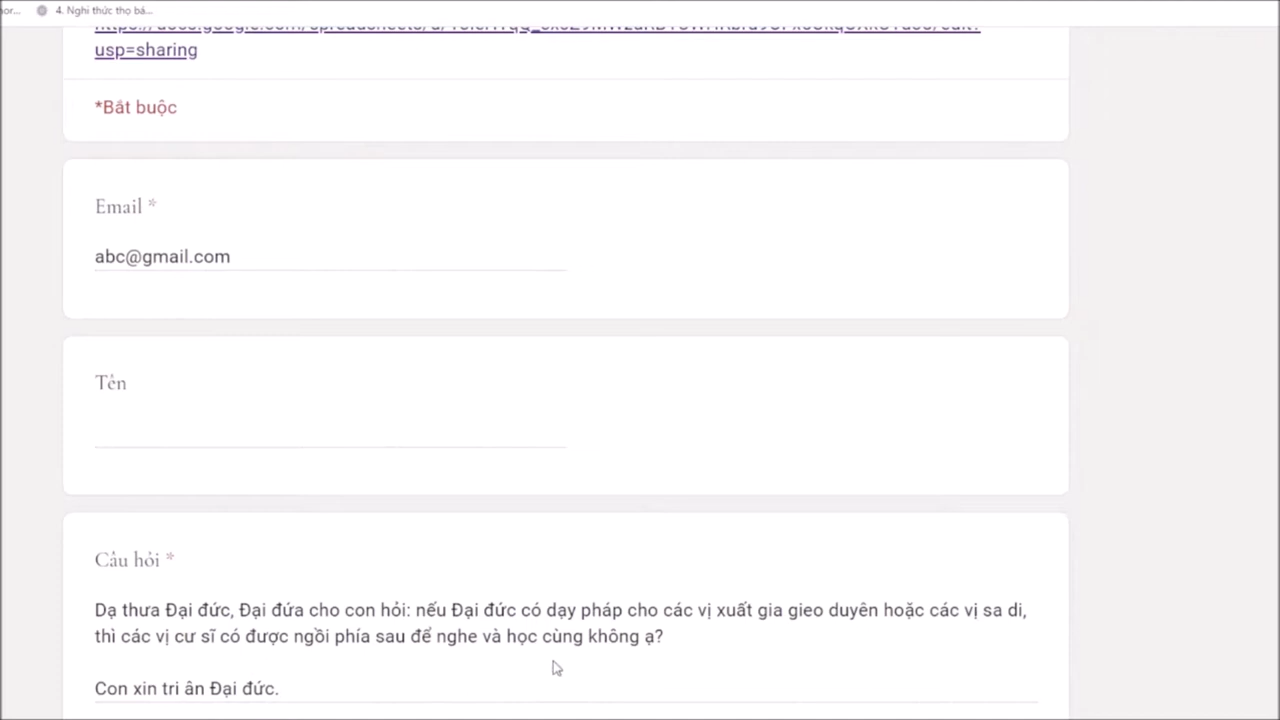 4. Nghi thức thọ bá...
usp=sharing
*Bắt buộc
Email *
abc@gmail.com
Tên
Câu hỏi *
Dạ thưa Đại đức, Đại đứa cho con hỏi: nếu Đại đức có dạy pháp cho các vị xuất gia gieo duyên hoặc các vị sa di,
thì các vị cư sĩ có được ngồi phía sau để nghe và học cùng không ạ?
Con xin tri ân Đại đức.